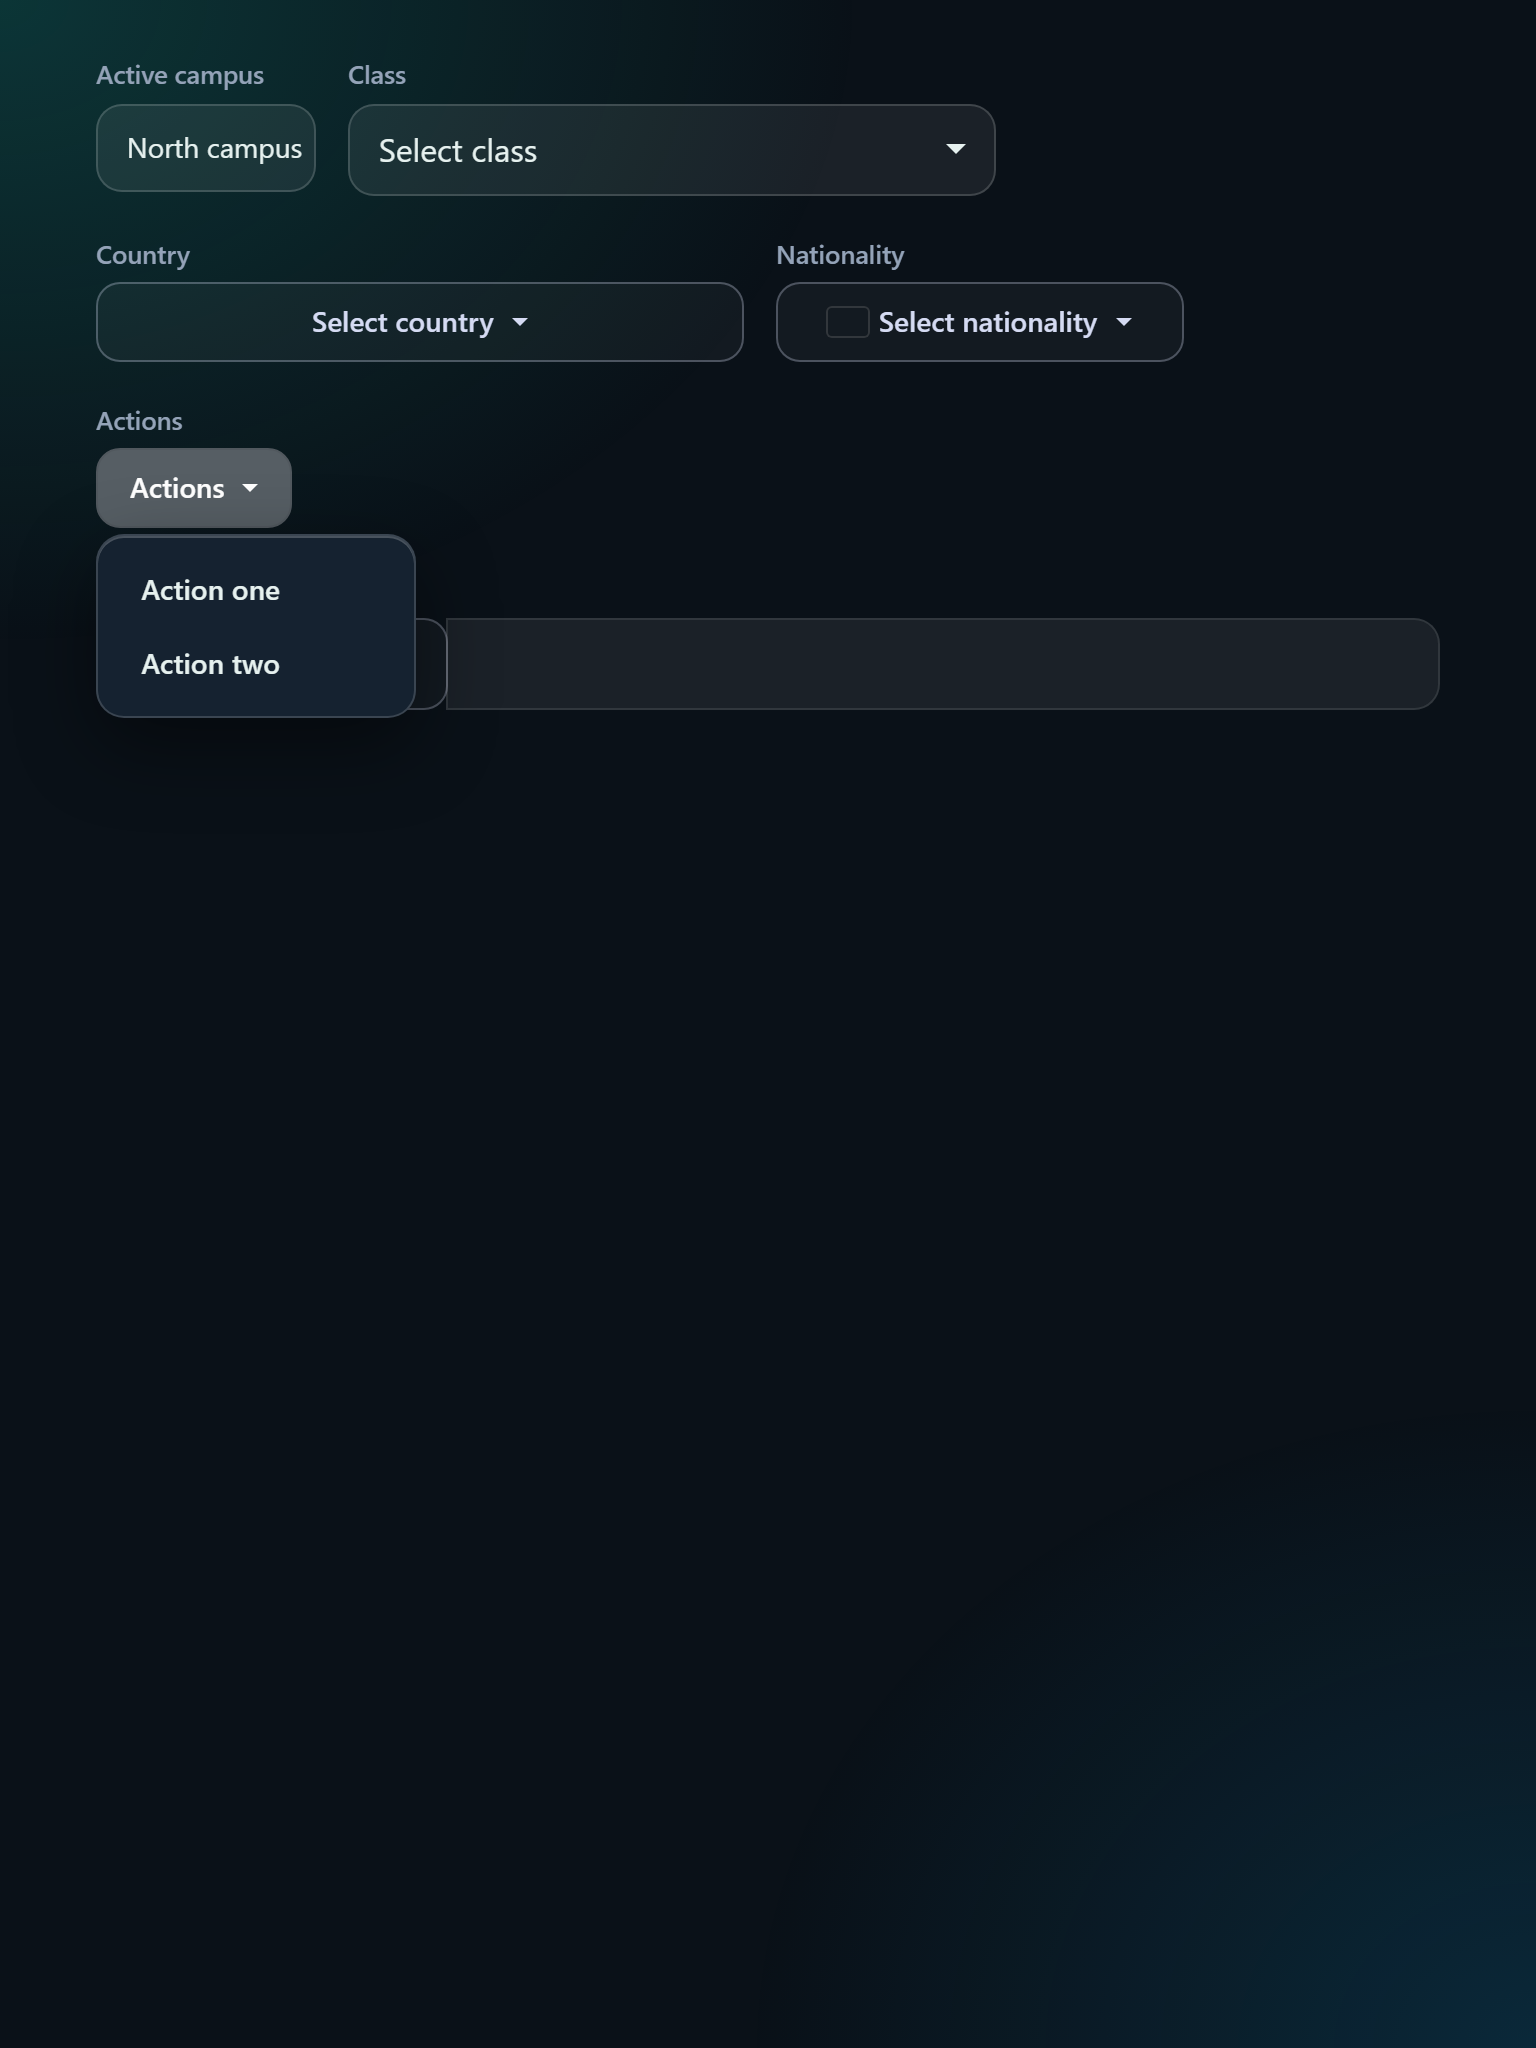 Active campus
Class
North campus
Select class
Country
Nationality
Select country
Select nationality
Actions
Actions
Action one
Action two